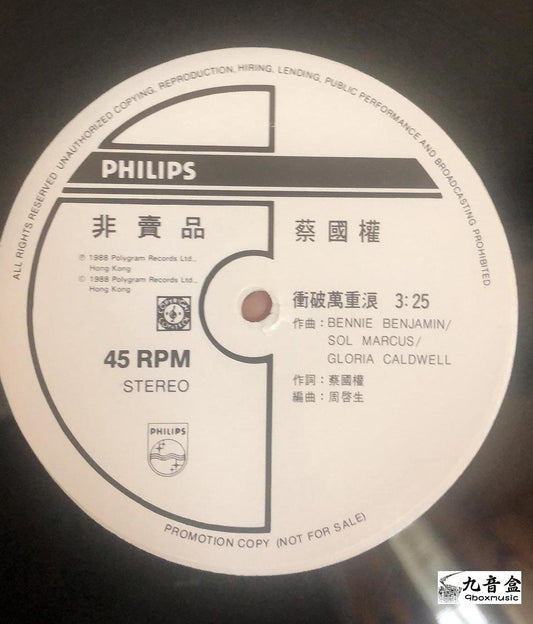 ALL RIGHTS RESERVED UNAUTHORIZED COPYING, REPRODUCTION, HIRING, LENDING, PUBLIC PERFORMANCE AND BROADCASTING PROHIBITED
PHILIPS
非賣品
℗ 1988 Polygram Records Ltd.,
Hong Kong
© 1988 Polygram Records Ltd.,
Hong Kong
45 RPM
STEREO
PHILIPS
蔡國權
衝破萬重浪 3:25
作曲：BENNIE BENJAMIN/
SOL MARCUS/
GLORIA CALDWELL
作詞：蔡國權
編曲：周啓生
PROMOTION COPY (NOT FOR SALE)
九音盒
9boxmusic